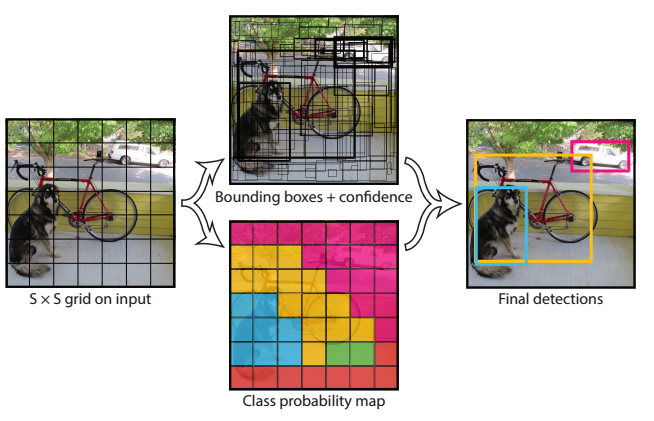 Bounding boxes + confidence
S × S grid on input
Final detections
Class probability map